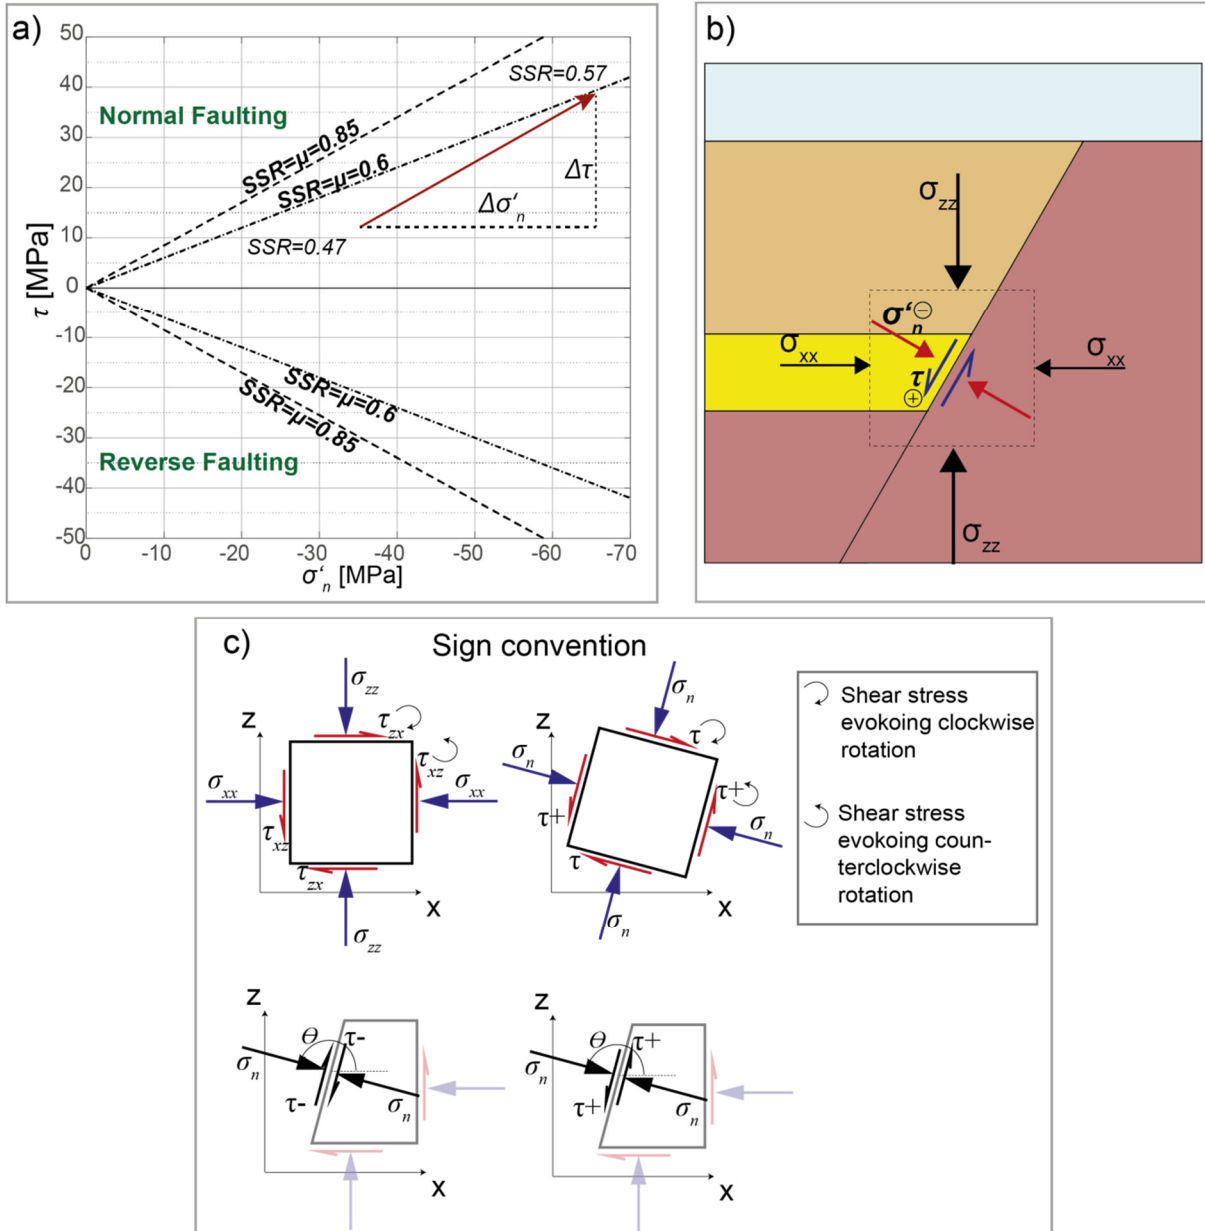 a)
50
40
30
20
10
0
-10
-20
-30
-40
-50
τ [MPa]
0
-10
-20
-30
-40
-50
-60
-70
σ‘n [MPa]
Normal Faulting
SSR=μ=0.85
SSR=μ=0.6
SSR=0.57
Δτ
Δσ‘n
SSR=0.47
SSR=μ=0.6
SSR=μ=0.85
Reverse Faulting
b)
σzz
σ‘n ⊖
σxx
σxx
τ
⊕
σzz
c)
Sign convention
σzz
z
τzx
τxz
σxx
σxx
τxz
τzx
x
σzz
σn
z
τ
σn
τ+
τ+
σn
τ
x
σn
Shear stress
evokoing clockwise
rotation
Shear stress
evokoing coun-
terclockwise
rotation
z
Θ
τ-
σn
τ-
σn
x
z
Θ
τ+
σn
τ+
σn
x